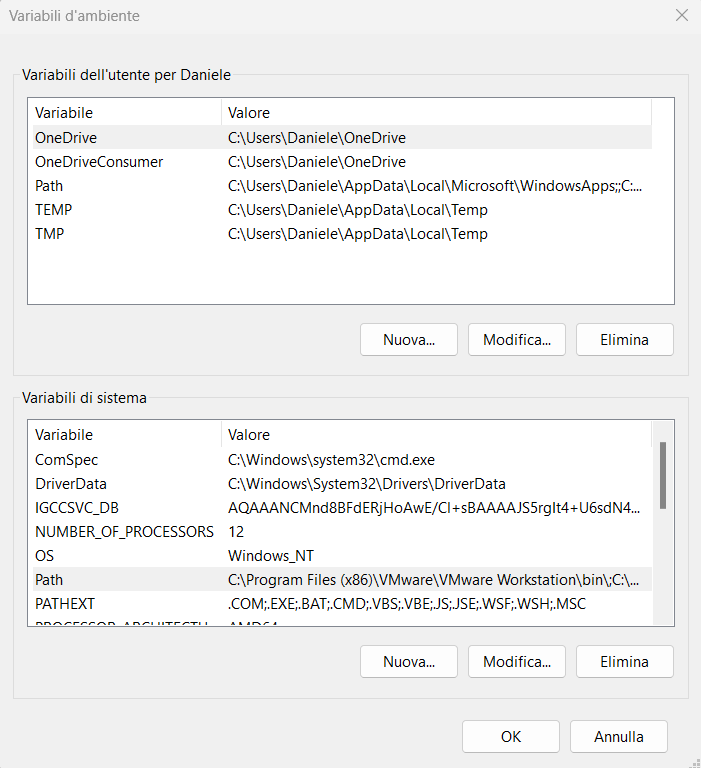 Variabili d'ambiente
Variabili dell'utente per Daniele
Variabile Valore
OneDrive C:\Users\Daniele\OneDrive
OneDriveConsumer C:\Users\Daniele\OneDrive
Path C:\Users\Daniele\AppData\Local\Microsoft\WindowsApps;;C:...
TEMP C:\Users\Daniele\AppData\Local\Temp
TMP C:\Users\Daniele\AppData\Local\Temp
Nuova... Modifica... Elimina
Variabili di sistema
Variabile Valore
ComSpec C:\Windows\system32\cmd.exe
DriverData C:\Windows\System32\Drivers\DriverData
IGCCSVC_DB AQAAANCMnd8BFdERjHoAwE/Cl+sBAAAAJS5rgIt4+U6sdN4...
NUMBER_OF_PROCESSORS 12
OS Windows_NT
Path C:\Program Files (x86)\VMware\VMware Workstation\bin\;C:\...
PATHEXT .COM;.EXE;.BAT;.CMD;.VBS;.VBE;.JS;.JSE;.WSF;.WSH;.MSC
Nuova... Modifica... Elimina
OK Annulla